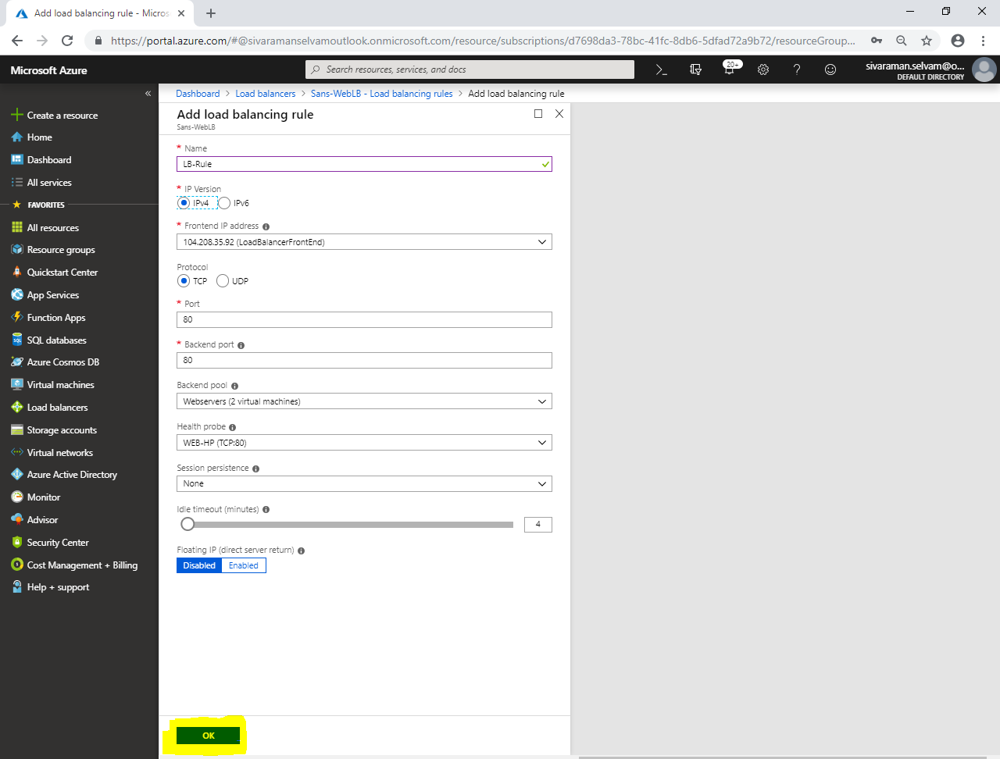 Add load balancing rule - Micros
https://portal.azure.com/#@sivaramanselvamoutlook.onmicrosoft.com/resource/subscriptions/d7698da3-78bc-41fc-8db6-5dfad72a9b72/resourceGroup...
Microsoft Azure
Search resources, services, and docs
20+
sivaraman.selvam@o...
DEFAULT DIRECTORY
Dashboard > Load balancers > Sans-WebLB - Load balancing rules > Add load balancing rule
Create a resource
Home
Dashboard
All services
FAVORITES
All resources
Resource groups
Quickstart Center
App Services
Function Apps
SQL databases
Azure Cosmos DB
Virtual machines
Load balancers
Storage accounts
Virtual networks
Azure Active Directory
Monitor
Advisor
Security Center
Cost Management + Billing
Help + support
Add load balancing rule
Sans-WebLB
* Name
LB-Rule
* IP Version
IPv4 IPv6
* Frontend IP address
104.208.35.92 (LoadBalancerFrontEnd)
Protocol
TCP UDP
* Port
80
* Backend port
80
Backend pool
Webservers (2 virtual machines)
Health probe
WEB-HP (TCP:80)
Session persistence
None
Idle timeout (minutes)
4
Floating IP (direct server return)
Disabled Enabled
OK